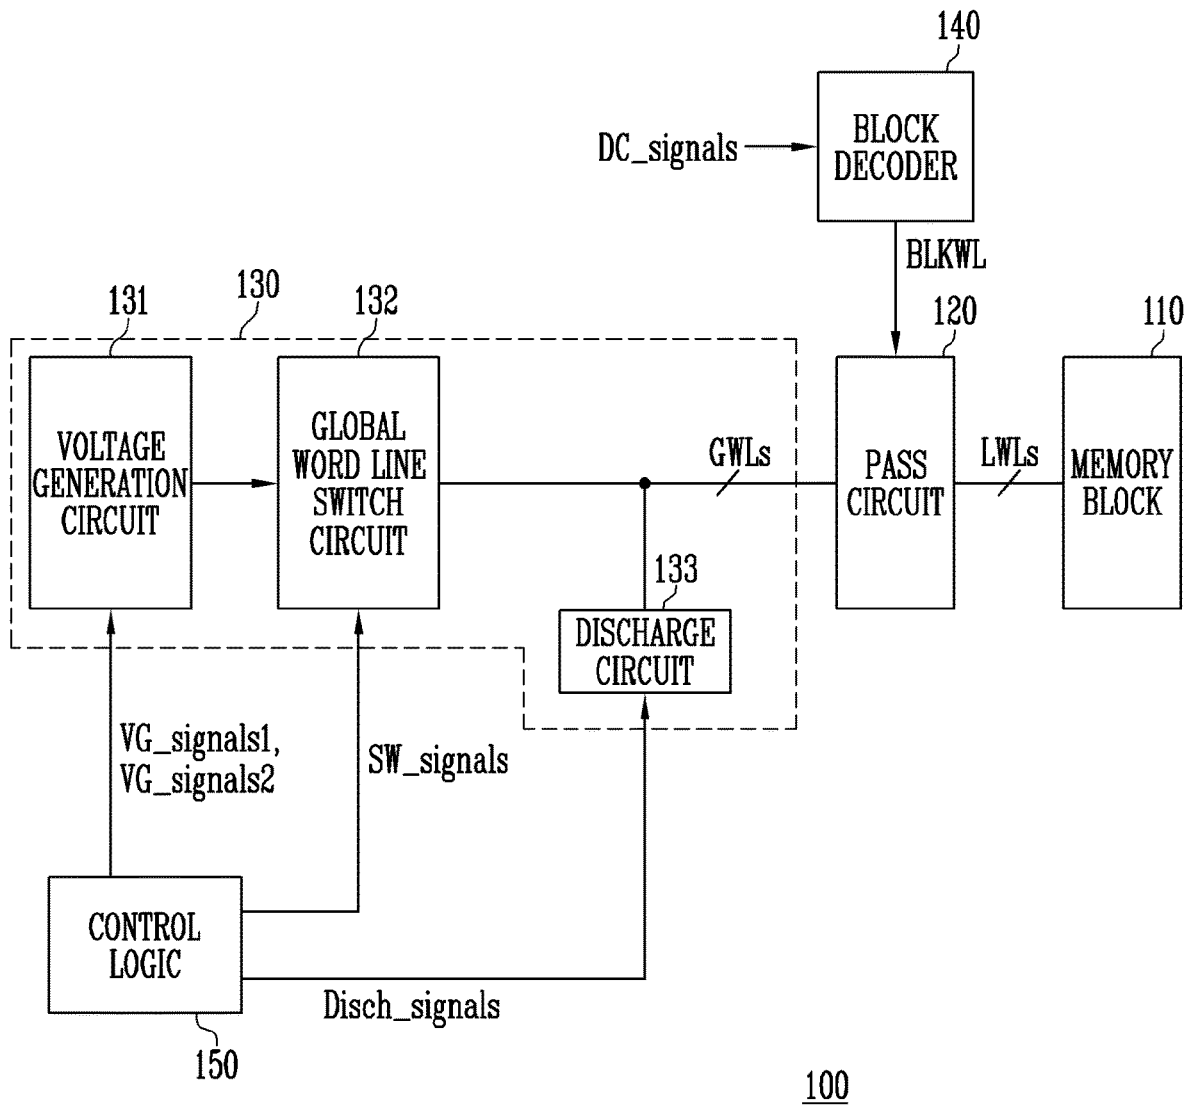 140
BLOCK
DECODER
DC_signals
BLKWL
130
131
132
120
110
VOLTAGE
GENERATION
CIRCUIT
GLOBAL
WORD LINE
SWITCH
CIRCUIT
GWLs
PASS
CIRCUIT
LWLs
MEMORY
BLOCK
133
DISCHARGE
CIRCUIT
VG_signals1,
VG_signals2
SW_signals
CONTROL
LOGIC
Disch_signals
150
100